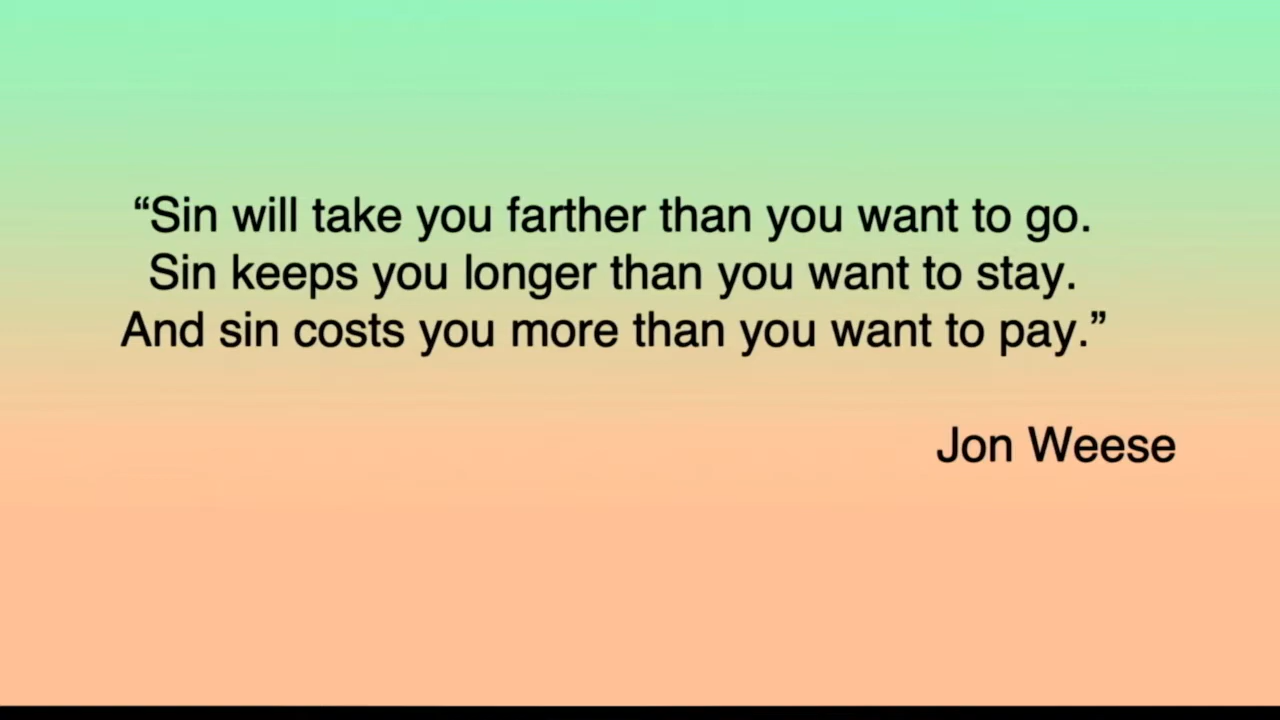 “Sin will take you farther than you want to go.
Sin keeps you longer than you want to stay.
And sin costs you more than you want to pay.”
Jon Weese